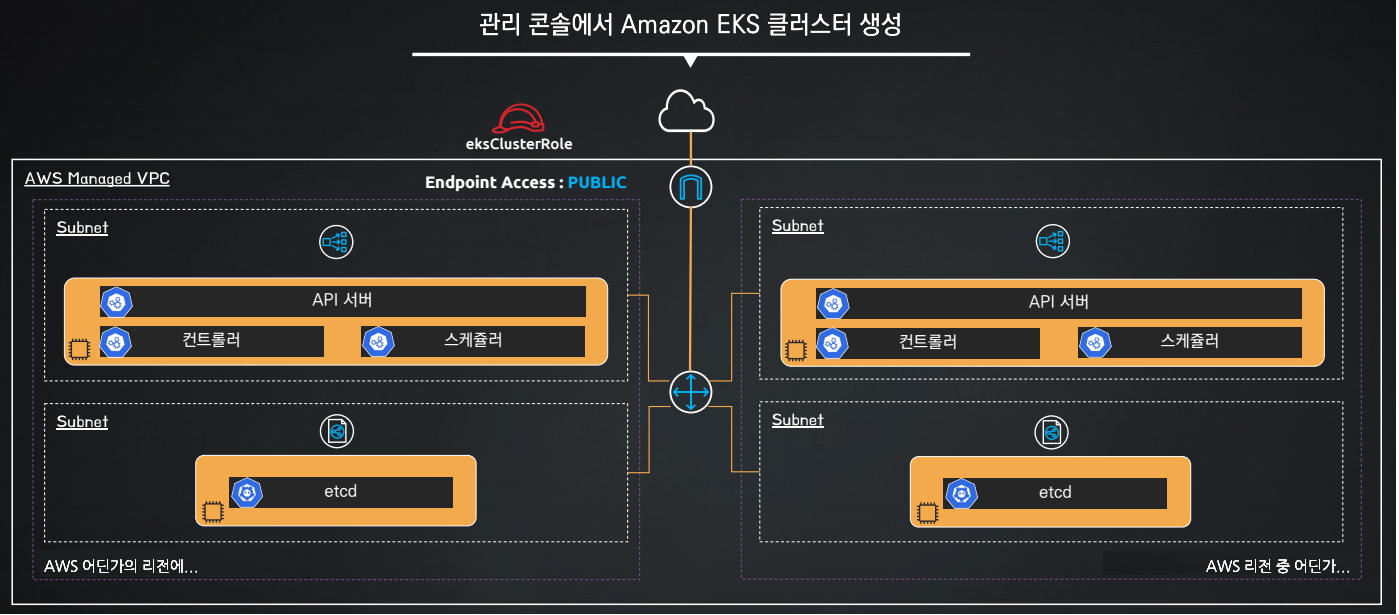 관리 콘솔에서 Amazon EKS 클러스터 생성
eksClusterRole
AWS Managed VPC
Endpoint Access : PUBLIC
Subnet
API 서버
컨트롤러
스케쥴러
Subnet
etcd
AWS 어딘가의 리전에...
Subnet
API 서버
컨트롤러
스케쥴러
Subnet
etcd
AWS 리전 중 어딘가...